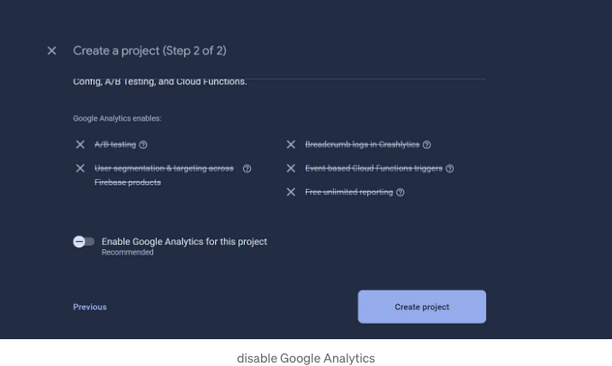 Create a project (Step 2 of 2)
Config, A/B Testing, and Cloud Functions.
Google Analytics enables:
A/B testing
Breadcrumb logs in Crashlytics
User segmentation & targeting across
Firebase products
Event-based Cloud Functions triggers
Free unlimited reporting
Enable Google Analytics for this project
Recommended
Previous
Create project
disable Google Analytics